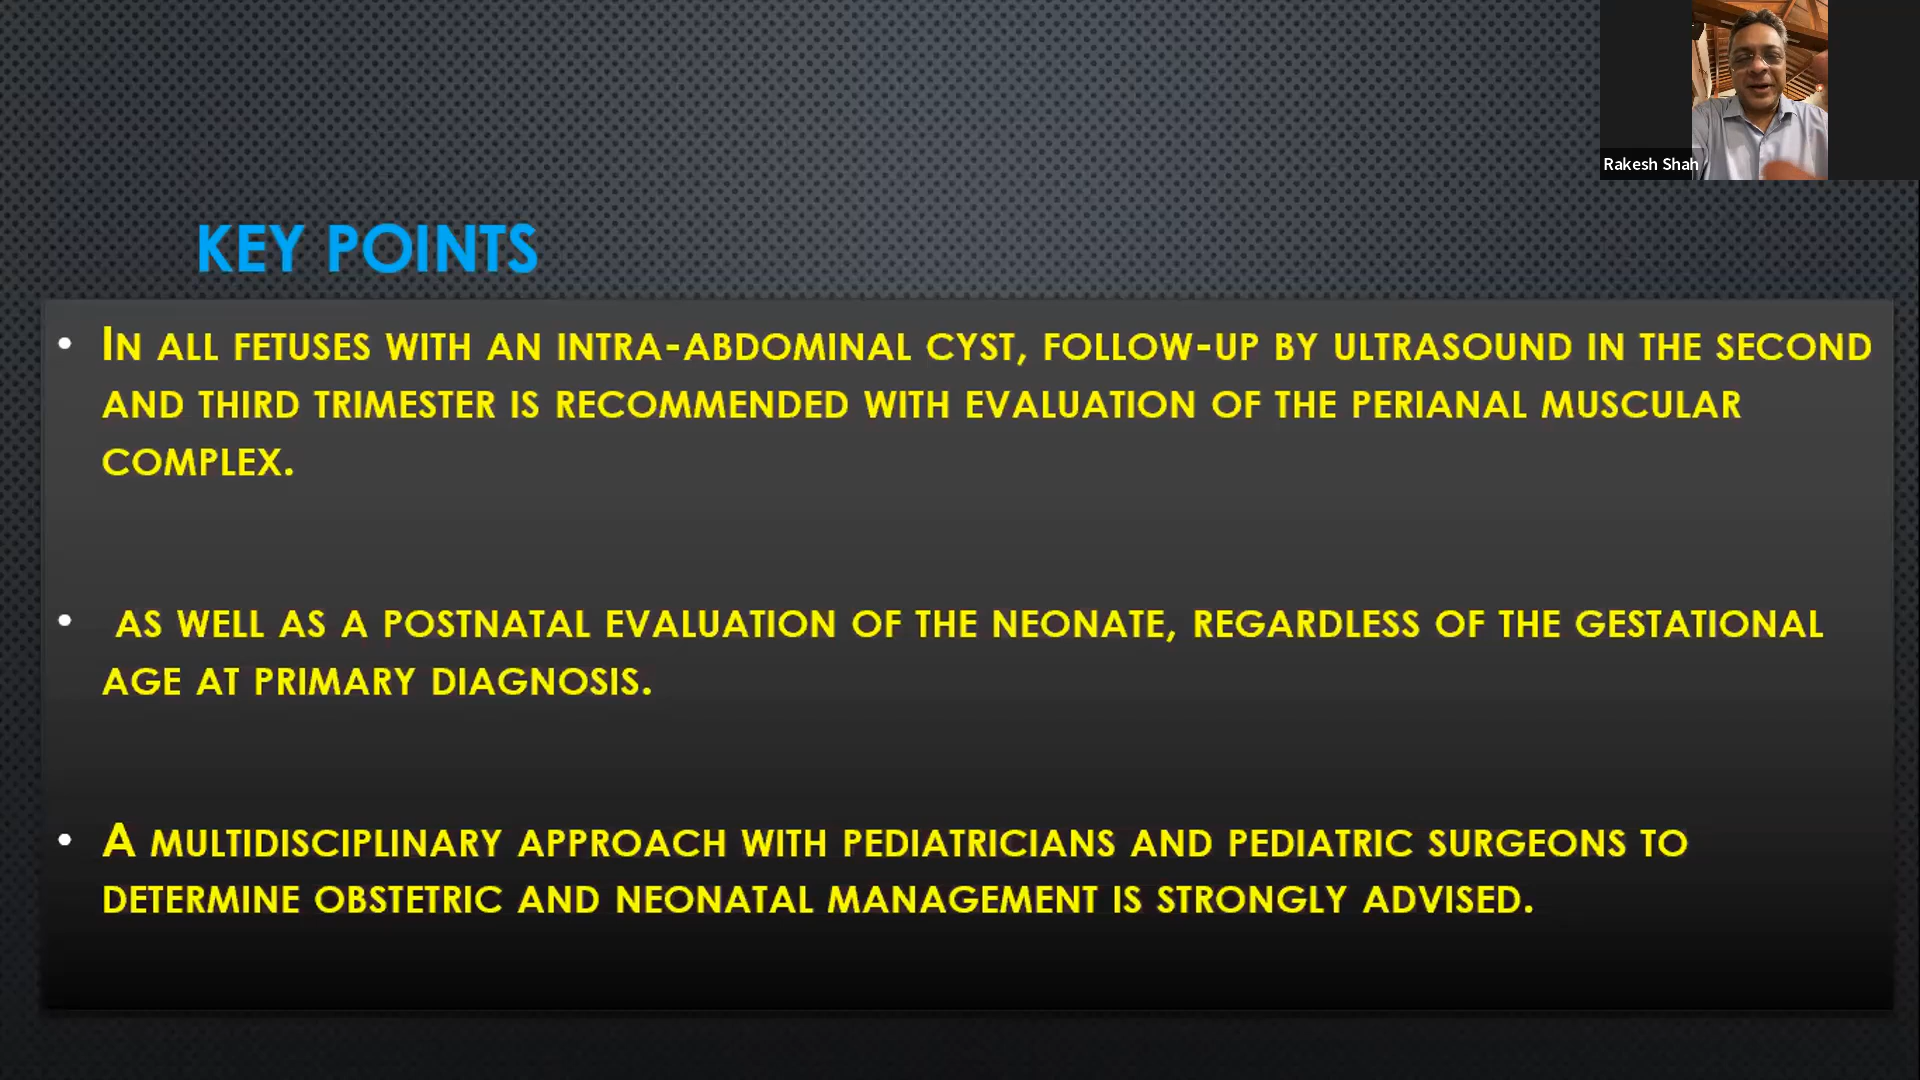 Rakesh Shah
KEY POINTS
• IN ALL FETUSES WITH AN INTRA-ABDOMINAL CYST, FOLLOW-UP BY ULTRASOUND IN THE SECOND
AND THIRD TRIMESTER IS RECOMMENDED WITH EVALUATION OF THE PERIANAL MUSCULAR
COMPLEX.
• AS WELL AS A POSTNATAL EVALUATION OF THE NEONATE, REGARDLESS OF THE GESTATIONAL
AGE AT PRIMARY DIAGNOSIS.
• A MULTIDISCIPLINARY APPROACH WITH PEDIATRICIANS AND PEDIATRIC SURGEONS TO
DETERMINE OBSTETRIC AND NEONATAL MANAGEMENT IS STRONGLY ADVISED.